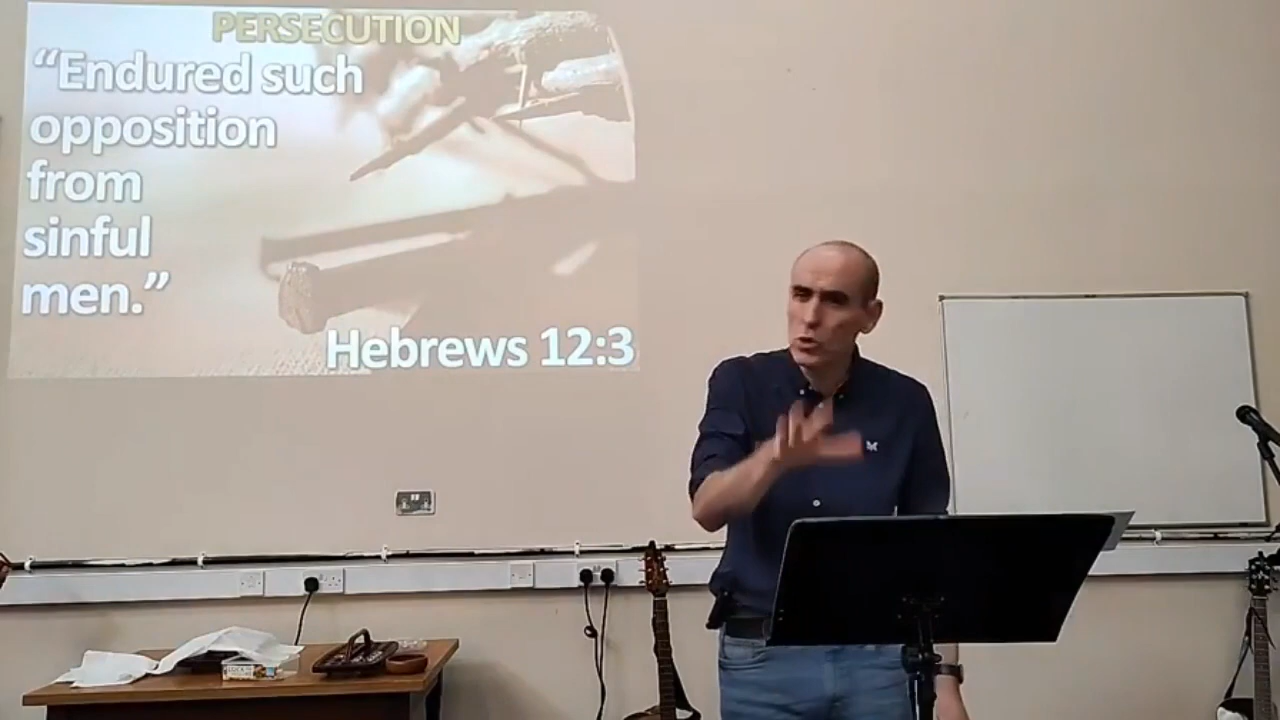 PERSECUTION
“Endured such
opposition
from
sinful
men.”
Hebrews 12:3